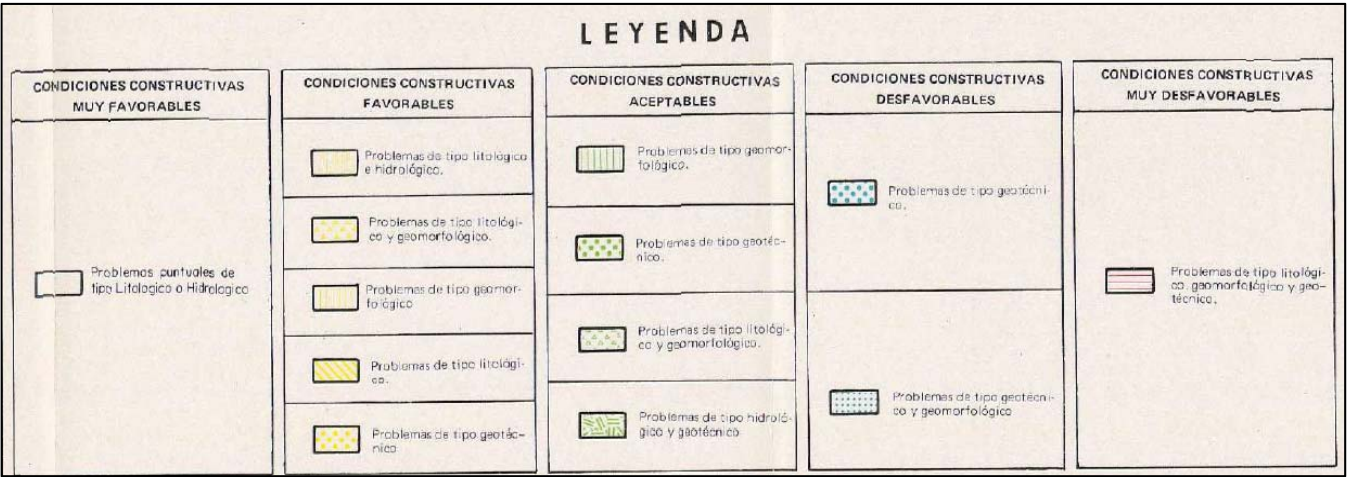 LEYENDA
CONDICIONES CONSTRUCTIVAS
MUY FAVORABLES
Problemas puntuales de
tipo Litologico o Hidrologico
CONDICIONES CONSTRUCTIVAS
FAVORABLES
Problemas de tipo litológico
e hidrológico.
Problemas de tipo litológi-
co y geomorfológico.
Problemas de tipo geomor-
fológico
Problemas de tipo litológi-
co.
Problemas de tipo geotéc-
nico
CONDICIONES CONSTRUCTIVAS
ACEPTABLES
Problemas de tipo geomor-
fológico.
Problemas de tipo geotéc-
nico.
Problemas de tipo litológi-
co y geomorfológico.
Problemas de tipo hidroló-
gico y geotécnico
CONDICIONES CONSTRUCTIVAS
DESFAVORABLES
Problemas de tipo geotécni-
co.
Problemas de tipo geotécni-
co y geomorfológico
CONDICIONES CONSTRUCTIVAS
MUY DESFAVORABLES
Problemas de tipo litológi-
co, geomorfológico y geo-
técnico.